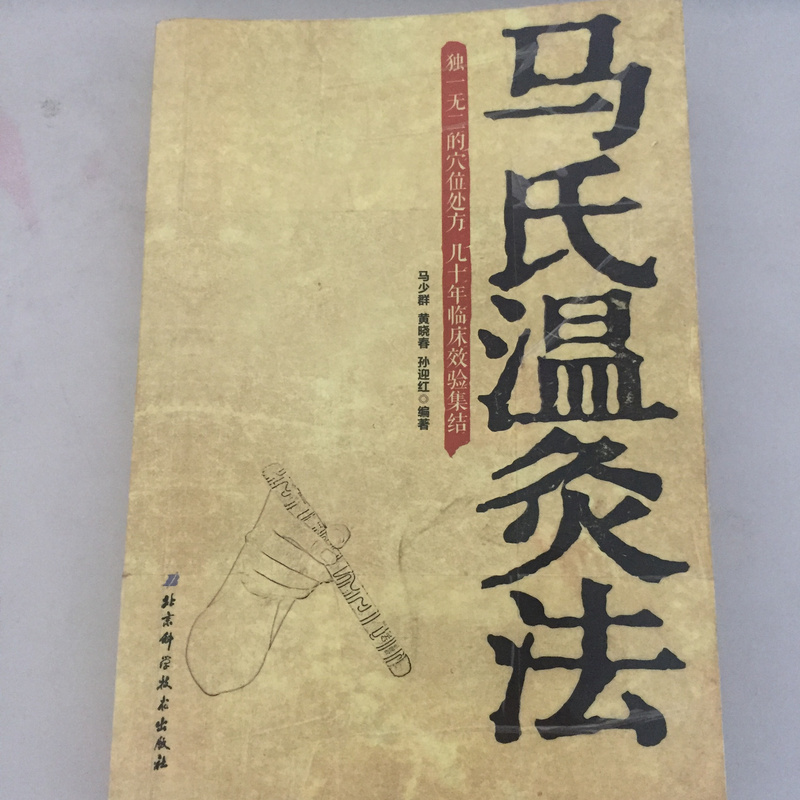 马氏温灸法
独一无二的穴位处方 几十年临床效验集结
马少群 黄晓春 孙迎红◎编著
北京科学技术出版社